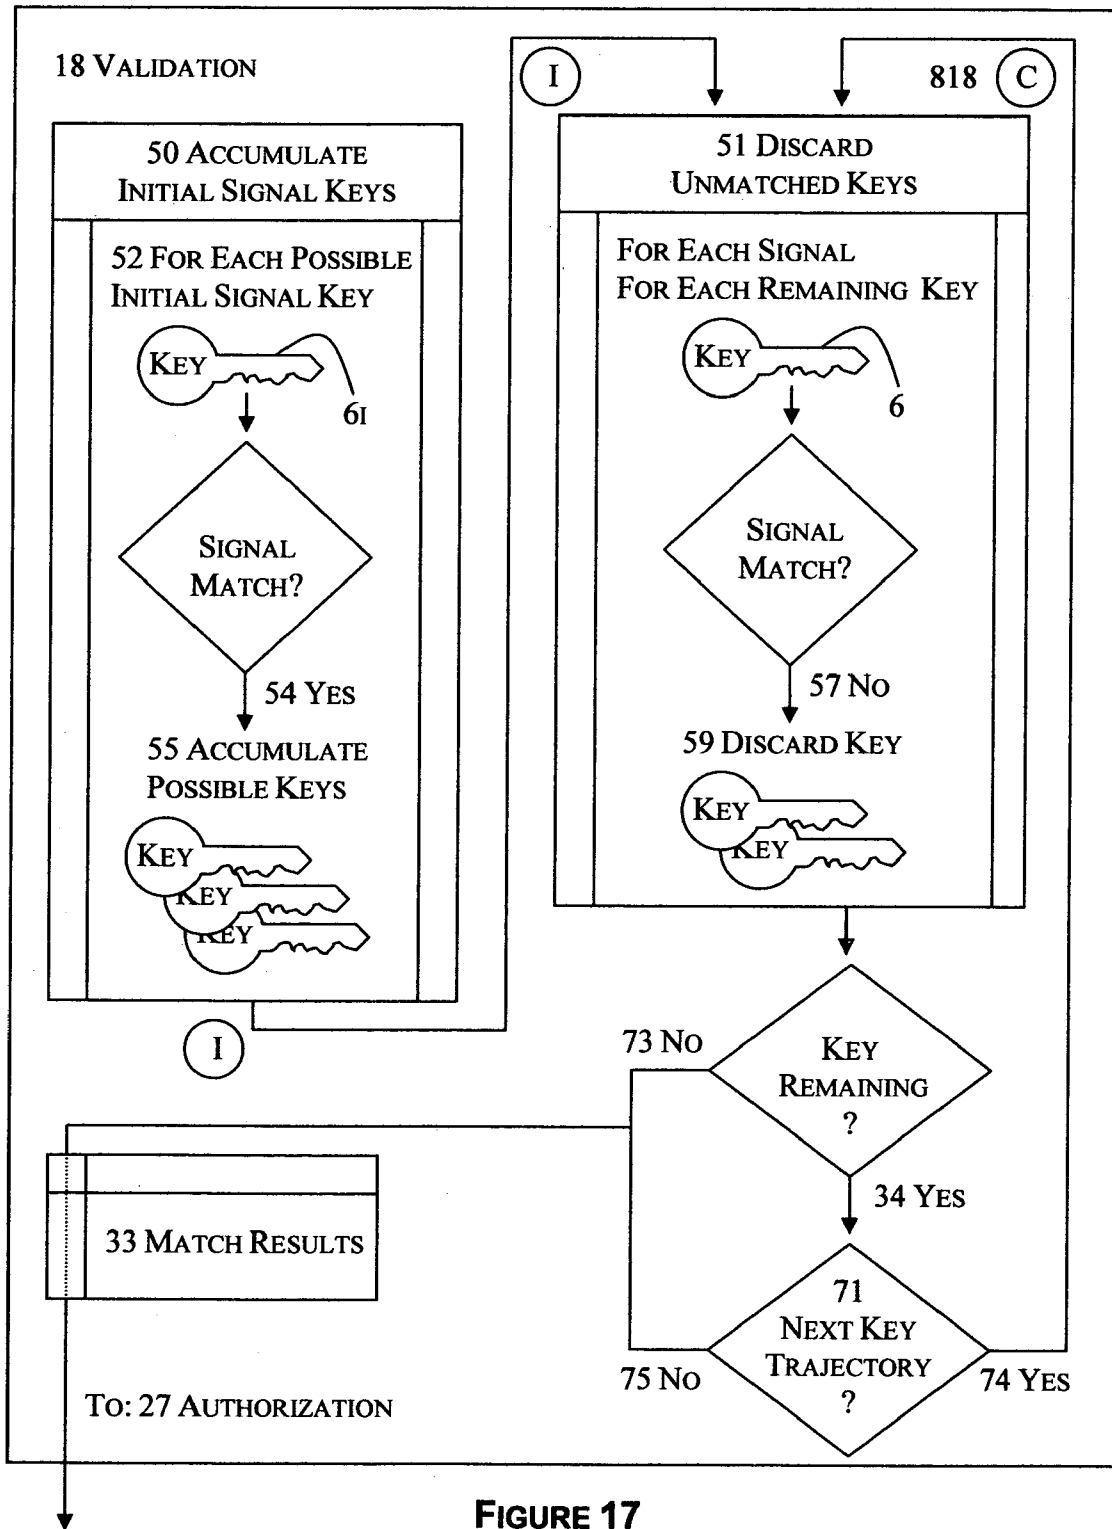 18 VALIDATION
I
818
C
50 ACCUMULATE
INITIAL SIGNAL KEYS
52 FOR EACH POSSIBLE
INITIAL SIGNAL KEY
KEY
6I
SIGNAL
MATCH?
54 YES
55 ACCUMULATE
POSSIBLE KEYS
KEY
KEY
KEY
I
51 DISCARD
UNMATCHED KEYS
FOR EACH SIGNAL
FOR EACH REMAINING KEY
KEY
6
SIGNAL
MATCH?
57 NO
59 DISCARD KEY
KEY
KEY
73 NO
KEY
REMAINING
?
34 YES
33 MATCH RESULTS
71
NEXT KEY
TRAJECTORY
?
75 NO
74 YES
TO: 27 AUTHORIZATION
FIGURE 17